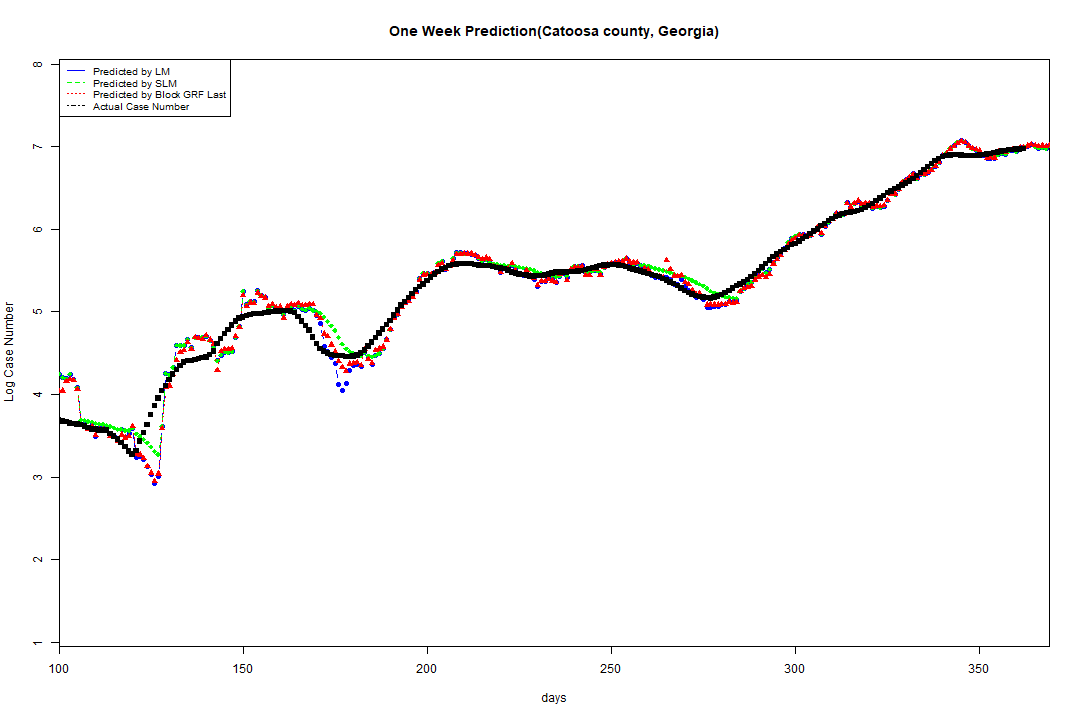 One Week Prediction(Catoosa county, Georgia)
Predicted by LM
Predicted by SLM
Predicted by Block GRF Last
Actual Case Number
Log Case Number
8
7
6
5
4
3
2
1
100 150 200 250 300 350
days